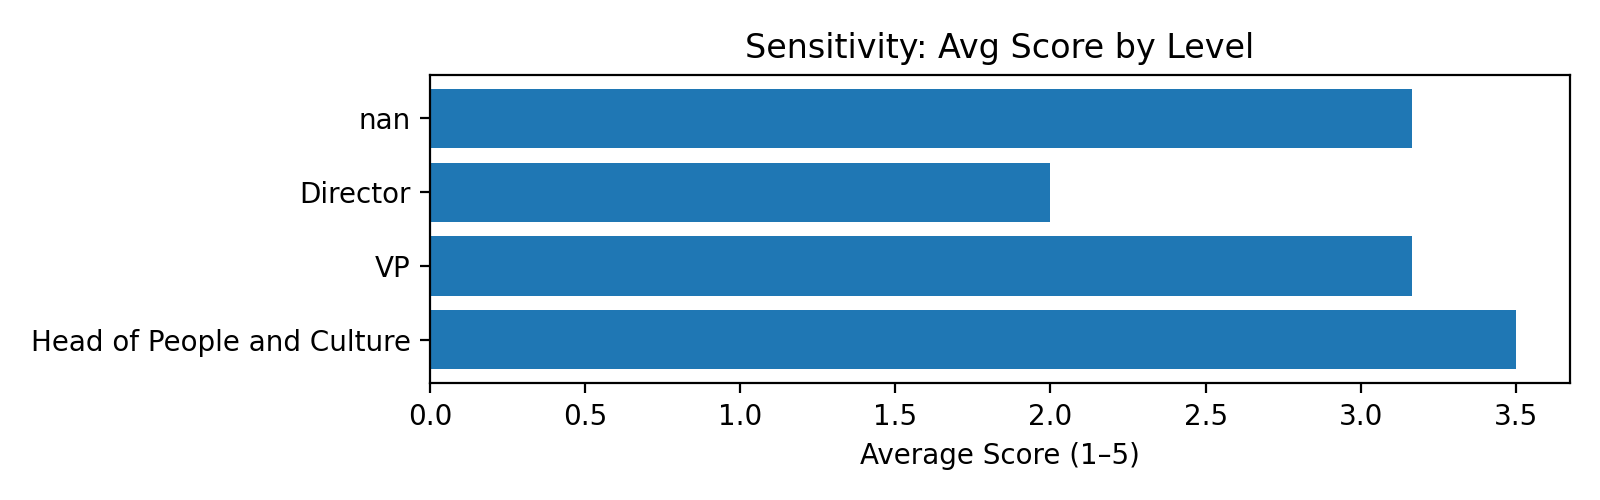 Sensitivity: Avg Score by Level
nan
Director
VP
Head of People and Culture
0.0 0.5 1.0 1.5 2.0 2.5 3.0 3.5
Average Score (1–5)